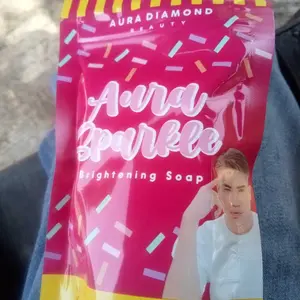 AURA DIAMOND
BEAUTY
Aura
Sparkle
Brightening Soap